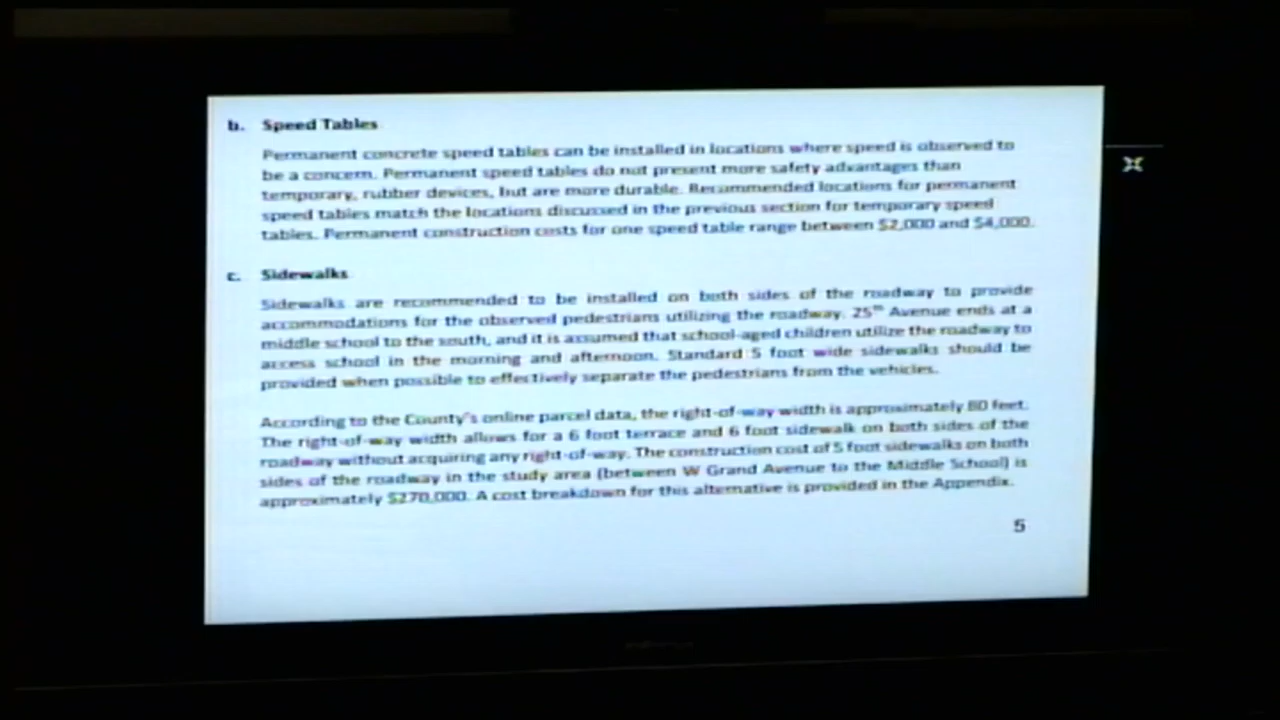 b. Speed Tables
Permanent concrete speed tables can be installed in locations where speed is observed to
be a concern. Permanent speed tables do not present more safety advantages than
temporary, rubber devices, but are more durable. Recommended locations for permanent
speed tables match the locations discussed in the previous section for temporary speed
tables. Permanent construction costs for one speed table range between $2,000 and $4,000.
c. Sidewalks
Sidewalks are recommended to be installed on both sides of the roadway to provide
accommodations for the observed pedestrians utilizing the roadway. 25th Avenue ends at a
middle school to the south, and it is assumed that school-aged children utilize the roadway to
access school in the morning and afternoon. Standard 5 foot wide sidewalks should be
provided when possible to effectively separate the pedestrians from the vehicles.
According to the County's online parcel data, the right-of-way width is approximately 80 feet.
The right-of-way width allows for a 6 foot terrace and 6 foot sidewalk on both sides of the
roadway without acquiring any right-of-way. The construction cost of 5 foot sidewalks on both
sides of the roadway in the study area (between W Grand Avenue to the Middle School) is
approximately $270,000. A cost breakdown for this alternative is provided in the Appendix.
5